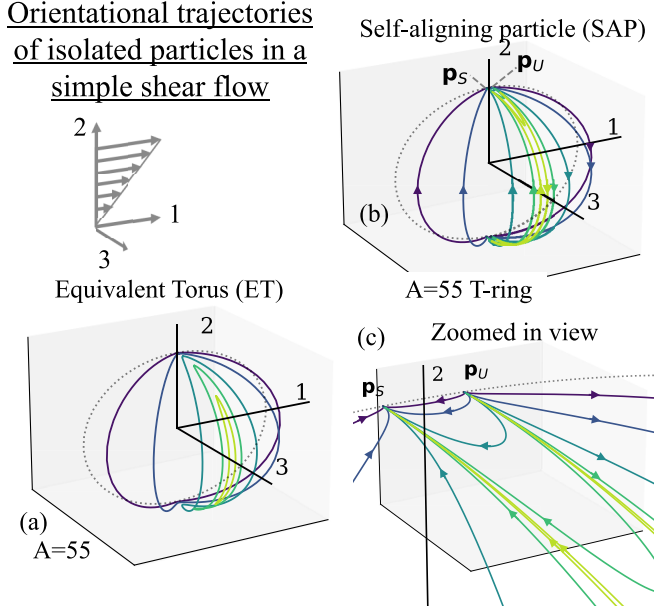 Orientational trajectories
of isolated particles in a
simple shear flow
2
1
3
Self-aligning particle (SAP)
2
p_S p_U
1
3
(b)
A=55 T-ring
Equivalent Torus (ET)
2
1
3
(a)
A=55
(c) Zoomed in view
p_S 2 p_U